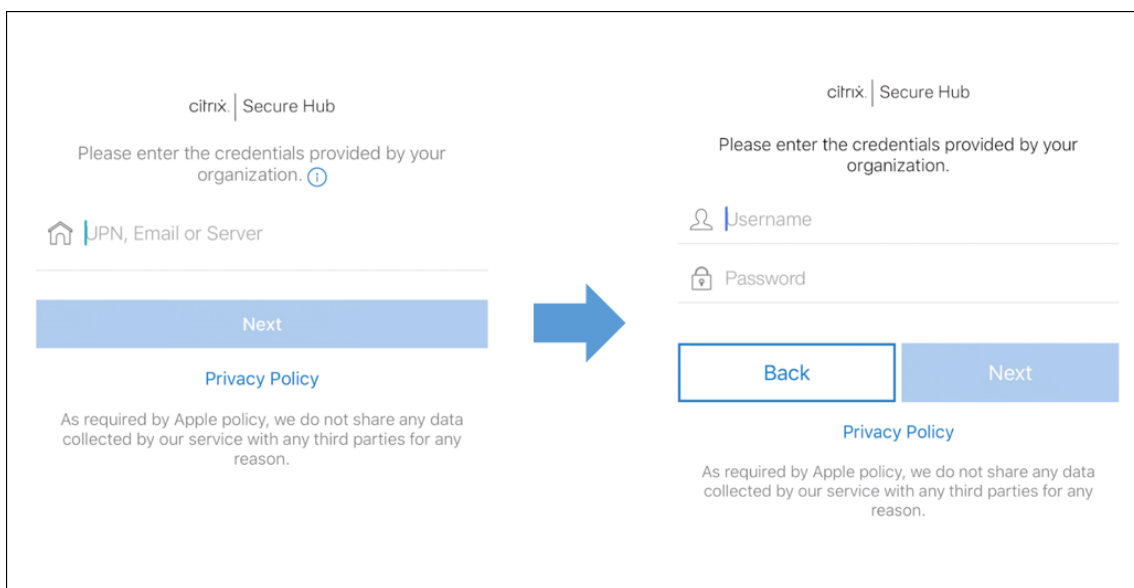 citrix. Secure Hub
Please enter the credentials provided by your
organization.
UPN, Email or Server
Next
Privacy Policy
As required by Apple policy, we do not share any data
collected by our service with any third parties for any
reason.
citrix. Secure Hub
Please enter the credentials provided by your
organization.
Username
Password
Back Next
Privacy Policy
As required by Apple policy, we do not share any data
collected by our service with any third parties for any
reason.